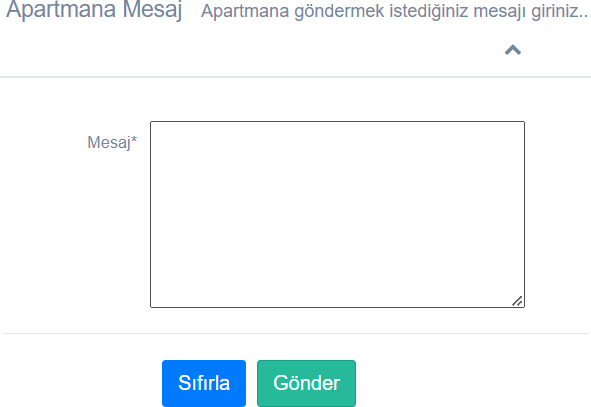 Apartmana Mesaj Apartmana göndermek istediğiniz mesajı giriniz..
Mesaj*
Sıfırla Gönder